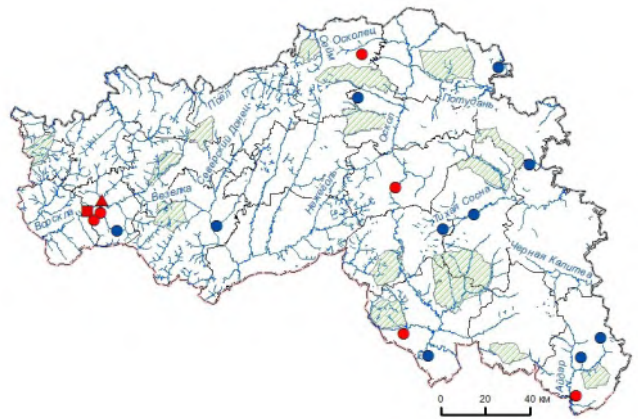 Осколец
Сейм
Псёл
Потудань
Северский Донец
Оскол
Ворскла
Везелка
Нежеголь
Тихая Сосна
Черная Калитва
Айдар
0 20 40 км